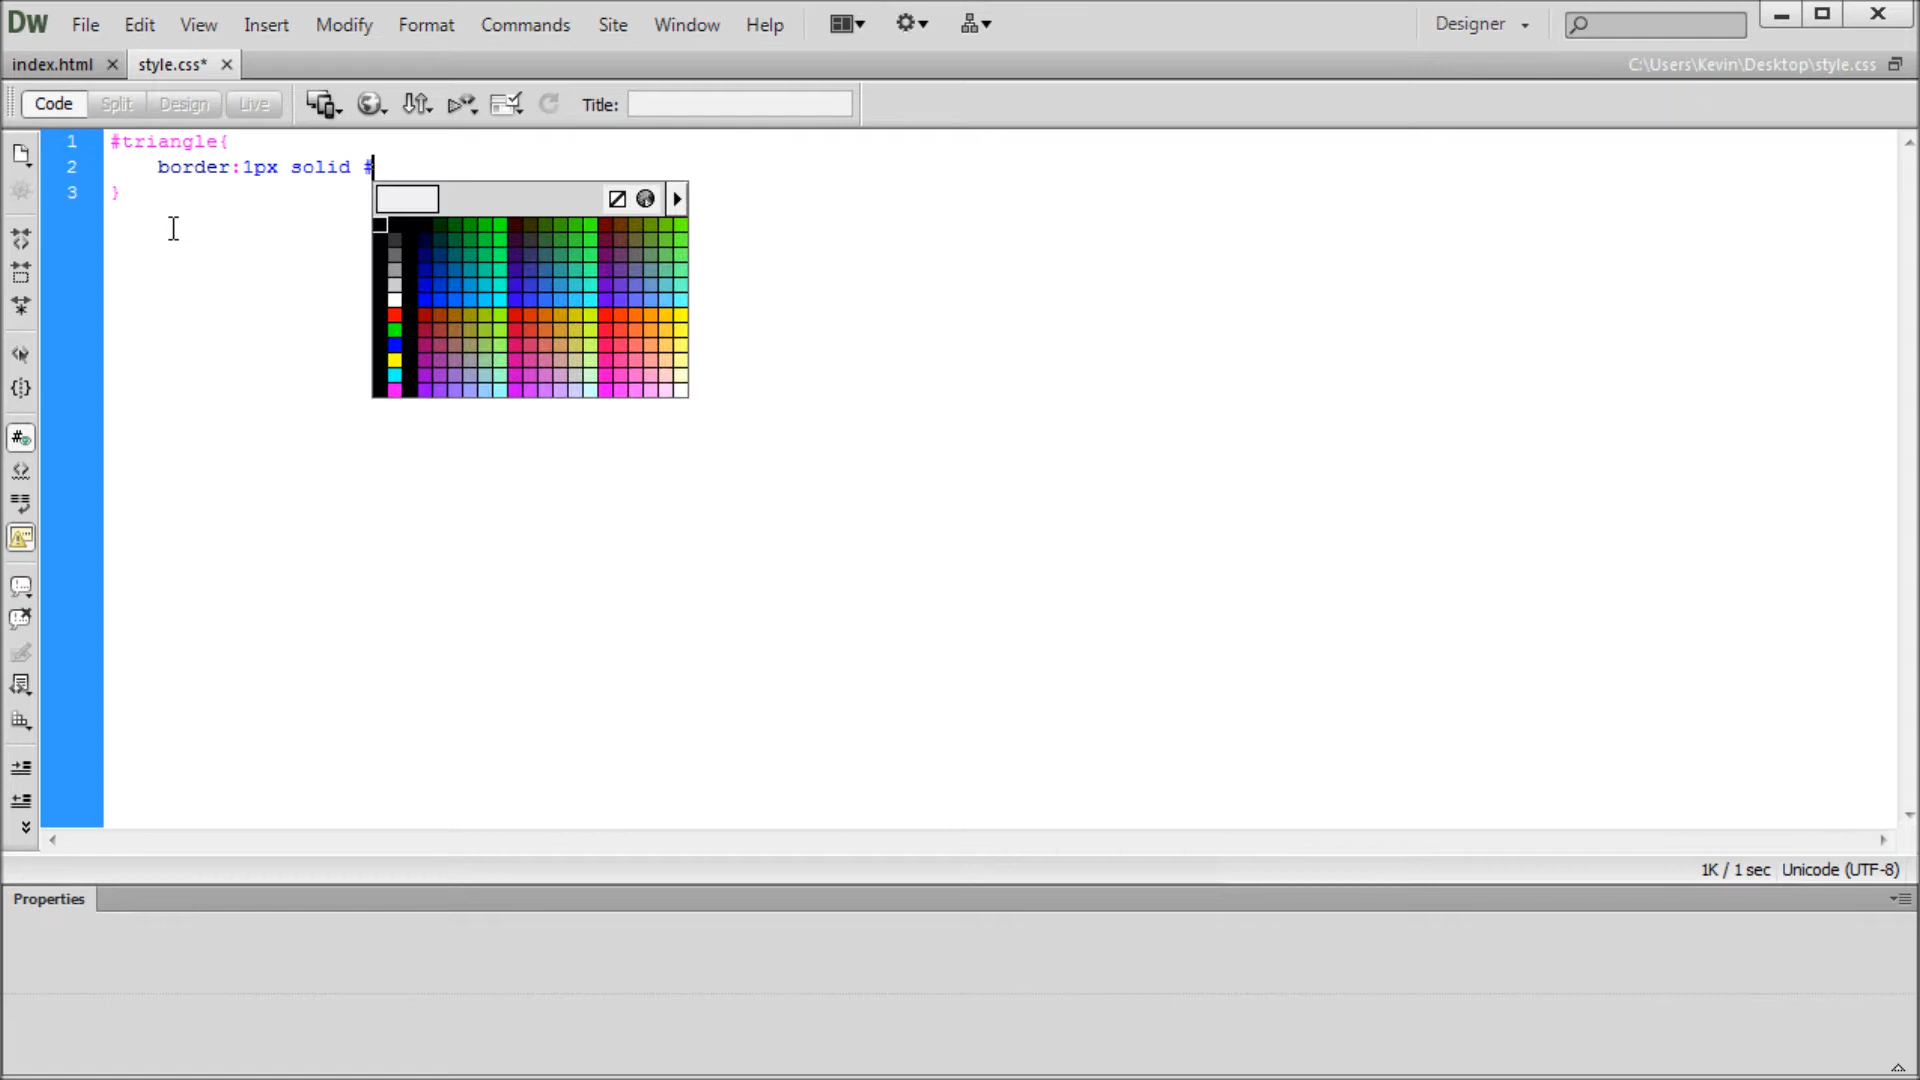 DW File Edit View Insert Modify Format Commands Site Window Help Designer
index.html style.css* C:\Users\Kevin\Desktop\style.css
Code Split Design Live Title:
1 #triangle{
2 border:1px solid #
3 }
1K / 1 sec Unicode (UTF-8)
Properties